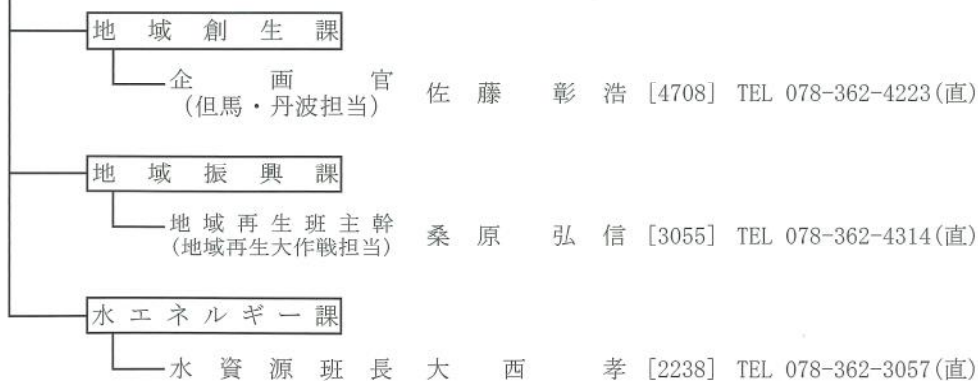 地域創生課
企画官 佐藤 彰浩 [4708] TEL 078-362-4223(直)
(但馬・丹波担当)
地域振興課
地域再生班主幹 桑原 弘信 [3055] TEL 078-362-4314(直)
(地域再生大作戦担当)
水エネルギー課
水資源班長 大西 孝 [2238] TEL 078-362-3057(直)